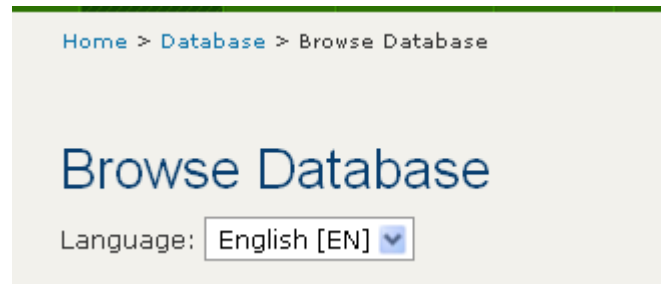 Home > Database > Browse Database
Browse Database
Language: English [EN]